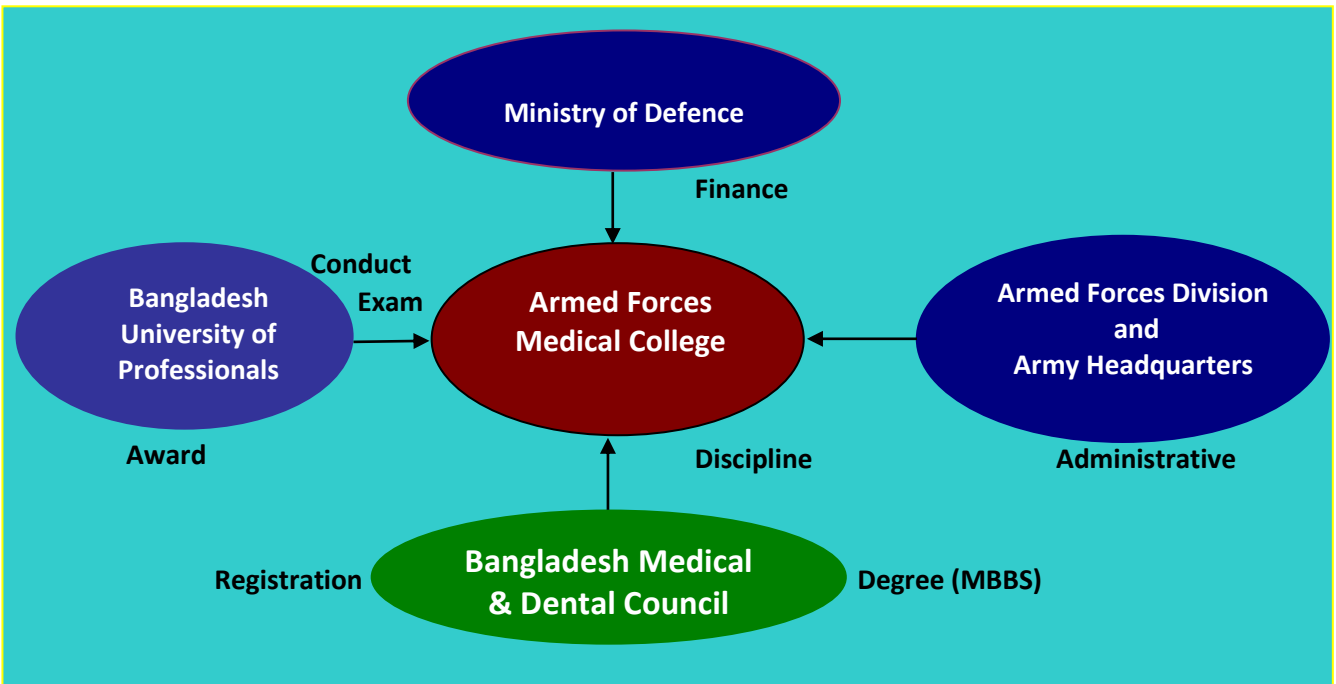 Ministry of Defence
Finance
Conduct
Exam
Bangladesh
University of
Professionals
Award
Armed Forces
Medical College
Armed Forces Division
and
Army Headquarters
Administrative
Discipline
Registration
Bangladesh Medical
& Dental Council
Degree (MBBS)